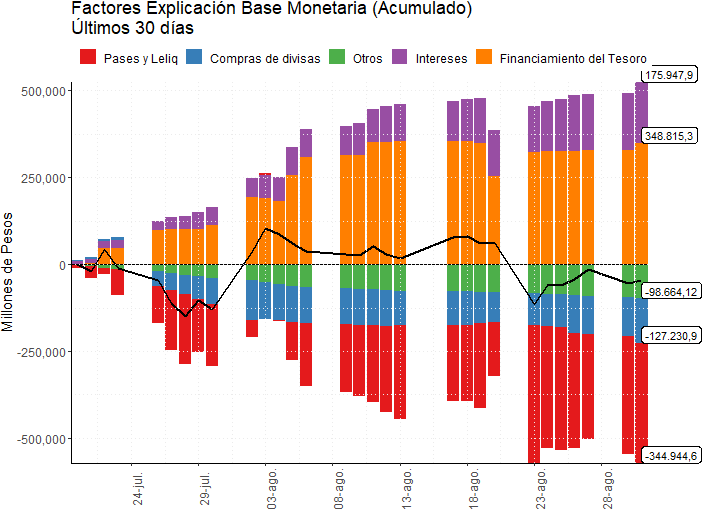 Factores Explicación Base Monetaria (Acumulado)
Últimos 30 días
Pases y Leliq Compras de divisas Otros Intereses Financiamiento del Tesoro
175.947,9
500,000
348.815,3
250,000
Millones de Pesos
0
-98.664,12
-127.230,9
-250,000
-500,000
-344.944,6
24-jul. 29-jul. 03-ago. 08-ago. 13-ago. 18-ago. 23-ago. 28-ago.